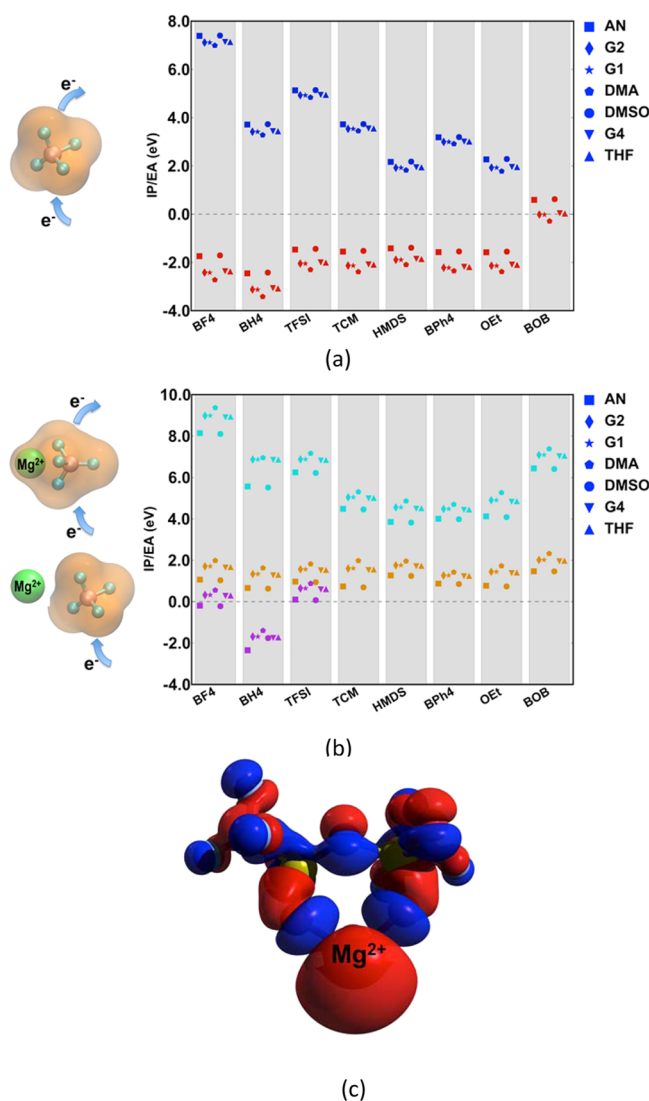 (a)
8.0
6.0
4.0
2.0
0.0
-2.0
-4.0
IP/EA (eV)
e-
e-
BF4 BH4 TFSI TCM HMDS BPh4 OEt BOB
AN
G2
G1
DMA
DMSO
G4
THF
(a)
(b)
10.0
8.0
6.0
4.0
2.0
0.0
-2.0
-4.0
IP/EA (eV)
e-
Mg2+
e-
Mg2+
e-
BF4 BH4 TFSI TCM HMDS BPh4 OEt BOB
AN
G2
G1
DMA
DMSO
G4
THF
(b)
Mg2+
(c)